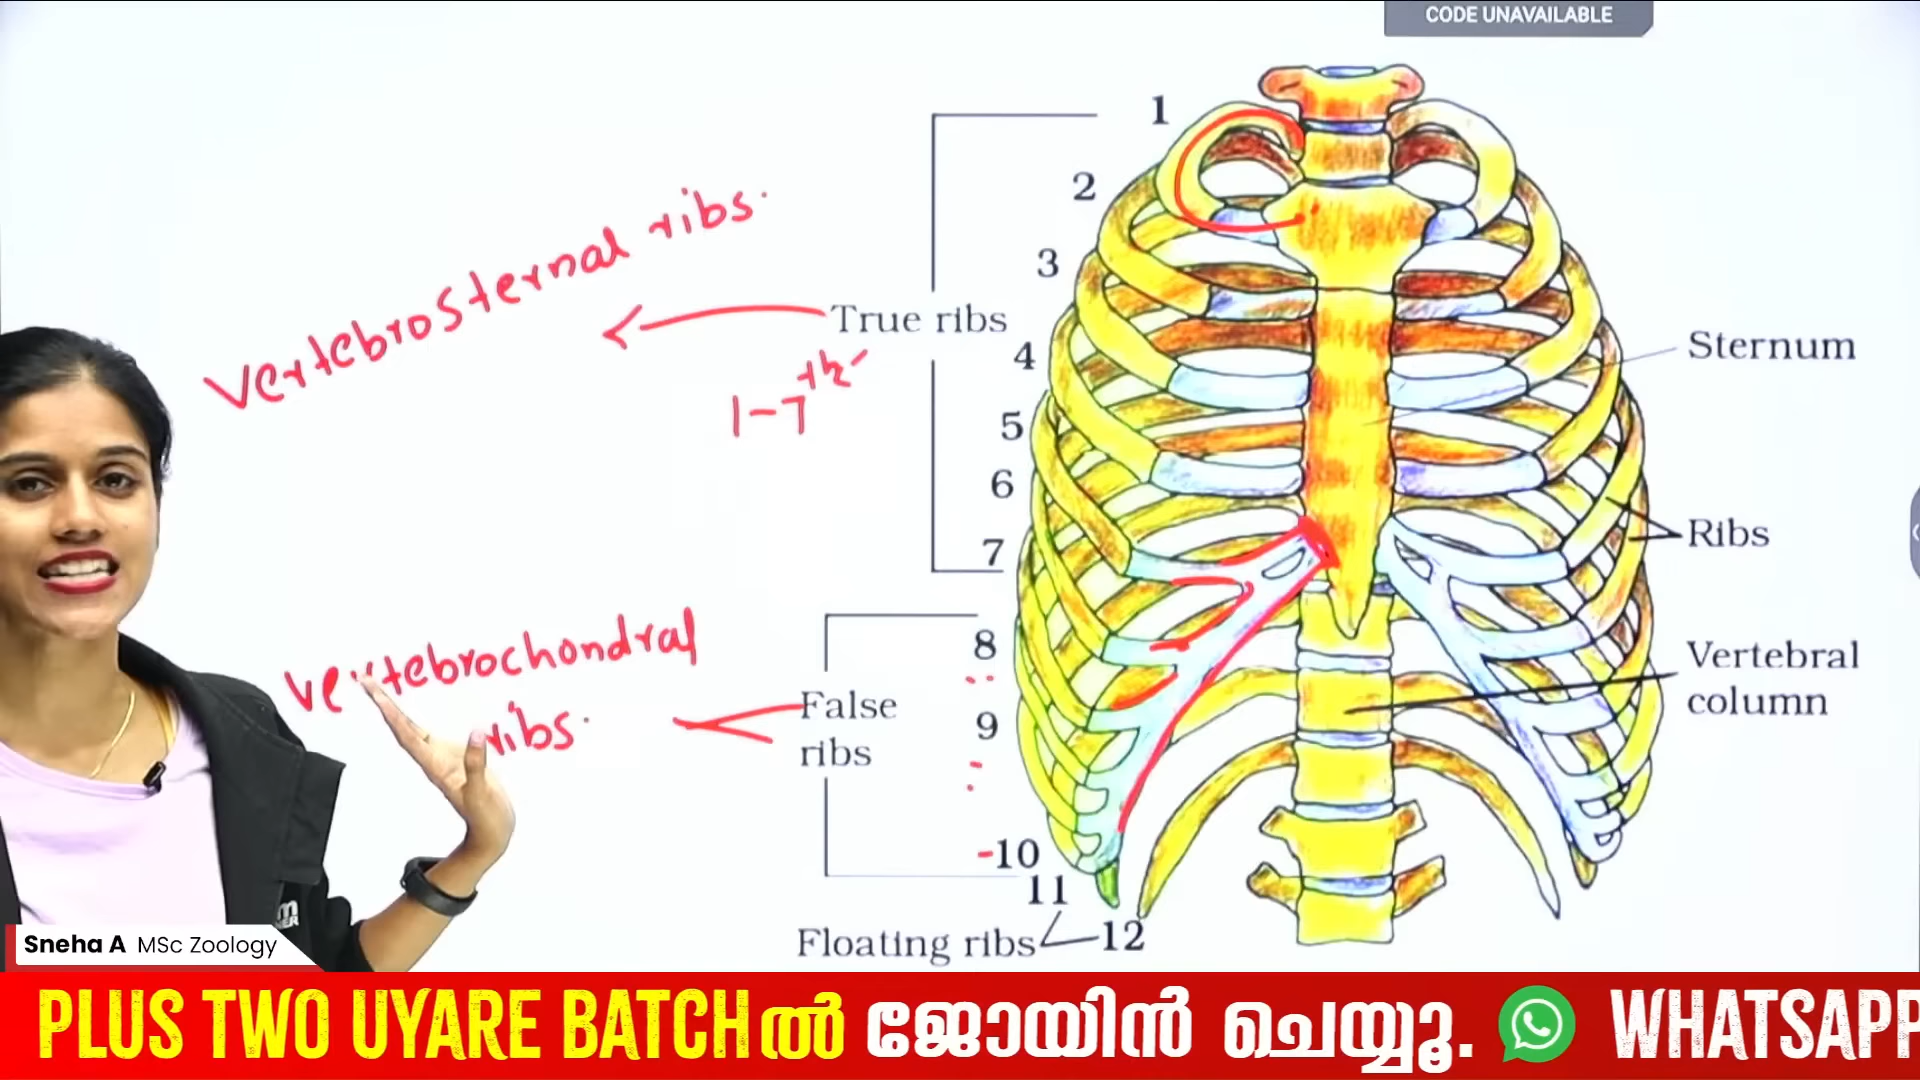 CODE UNAVAILABLE
1
2
3
4
5
6
7
8
9
-10
11
12
vertebrosternal ribs.
True ribs
1-7th
Sternum
Ribs
Vertebral
column
vertebrochondral
ribs.
False
ribs
Floating ribs
Sneha A MSc Zoology
PLUS TWO UYARE BATCHൽ ജോയിൻ ചെയ്യൂ. WHATSAPP